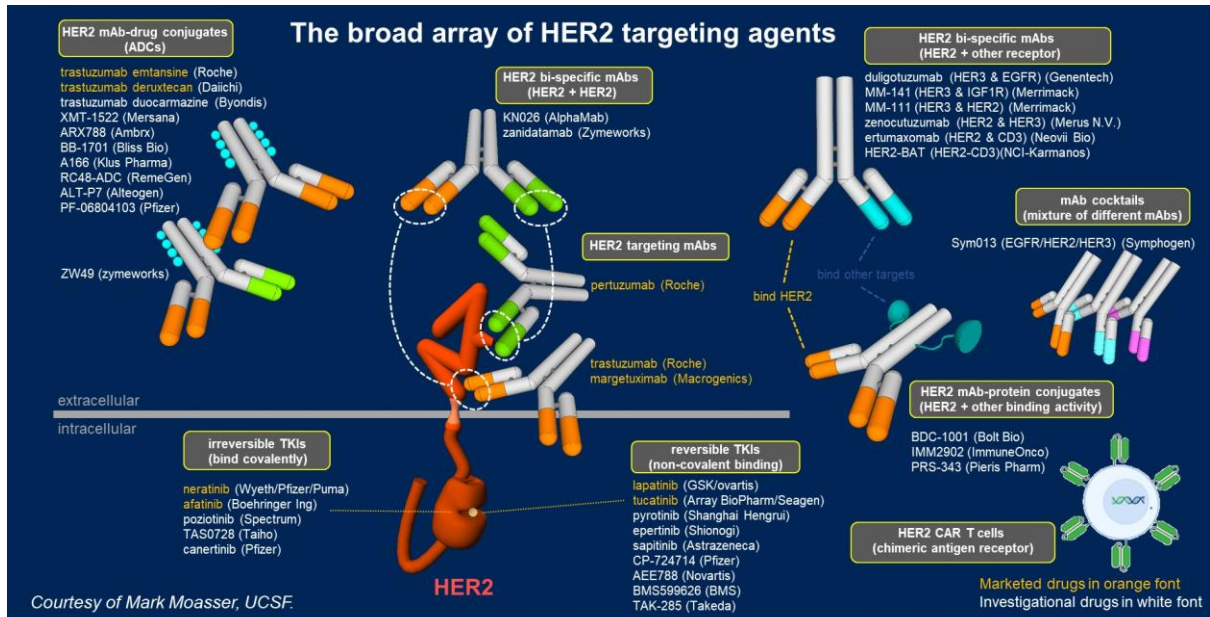 The broad array of HER2 targeting agents
HER2 mAb-drug conjugates
(ADCs)
trastuzumab emtansine (Roche)
trastuzumab deruxtecan (Daiichi)
trastuzumab duocarmazine (Byondis)
XMT-1522 (Mersana)
ARX788 (Ambrx)
BB-1701 (Bliss Bio)
A166 (Klus Pharma)
RC48-ADC (RemeGen)
ALT-P7 (Alteogen)
PF-06804103 (Pfizer)
ZW49 (zymeworks)
HER2 bi-specific mAbs
(HER2 + HER2)
KN026 (AlphaMab)
zanidatamab (Zymeworks)
HER2 targeting mAbs
pertuzumab (Roche)
trastuzumab (Roche)
margetuximab (Macrogenics)
HER2 bi-specific mAbs
(HER2 + other receptor)
duligotuzumab (HER3 & EGFR) (Genentech)
MM-141 (HER3 & IGF1R) (Merrimack)
MM-111 (HER3 & HER2) (Merrimack)
zenocutuzumab (HER2 & HER3) (Merus N.V.)
ertumaxomab (HER2 & CD3) (Neovii Bio)
HER2-BAT (HER2-CD3)(NCI-Karmanos)
mAb cocktails
(mixture of different mAbs)
Sym013 (EGFR/HER2/HER3) (Symphogen)
bind other targets
bind HER2
HER2 mAb-protein conjugates
(HER2 + other binding activity)
BDC-1001 (Bolt Bio)
IMM2902 (ImmuneOnco)
PRS-343 (Pieris Pharm)
extracellular
intracellular
irreversible TKIs
(bind covalently)
neratinib (Wyeth/Pfizer/Puma)
afatinib (Boehringer Ing)
poziotinib (Spectrum)
TAS0728 (Taiho)
canertinib (Pfizer)
HER2
reversible TKIs
(non-covalent binding)
lapatinib (GSK/ovartis)
tucatinib (Array BioPharm/Seagen)
pyrotinib (Shanghai Hengrui)
epertinib (Shionogi)
sapitinib (Astrazeneca)
CP-724714 (Pfizer)
AEE788 (Novartis)
BMS599626 (BMS)
TAK-285 (Takeda)
HER2 CAR T cells
(chimeric antigen receptor)
Marketed drugs in orange font
Investigational drugs in white font
Courtesy of Mark Moasser, UCSF.